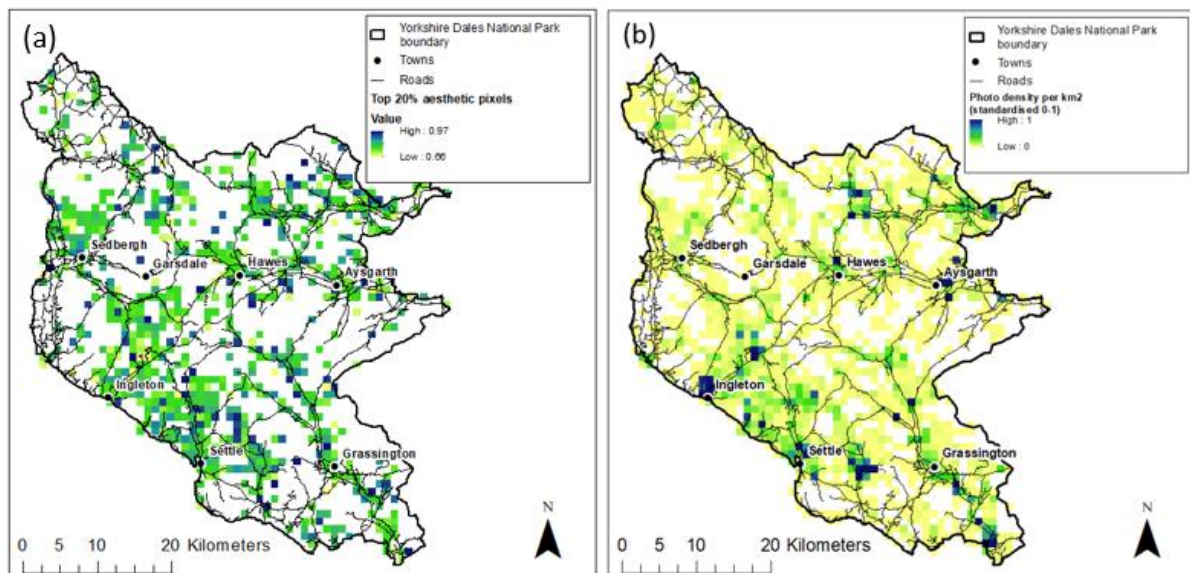 (a)
Yorkshire Dales National Park
boundary
Towns
Roads
Top 20% aesthetic pixels
Value
High : 0.97
Low : 0.66
Sedbergh
Garsdale
Hawes
Aysgarth
Ingleton
Settle
Grassington
N
0 5 10 20 Kilometers
(b)
Yorkshire Dales National Park
boundary
Towns
Roads
Photo density per km2
(standardised 0-1)
High : 1
Low : 0
Sedbergh
Garsdale
Hawes
Aysgarth
Ingleton
Settle
Grassington
N
0 5 10 20 Kilometers